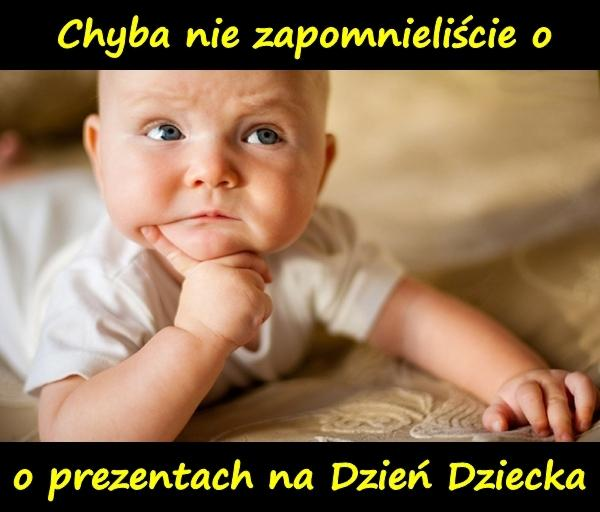 Chyba nie zapomnieliście o
o prezentach na Dzień Dziecka